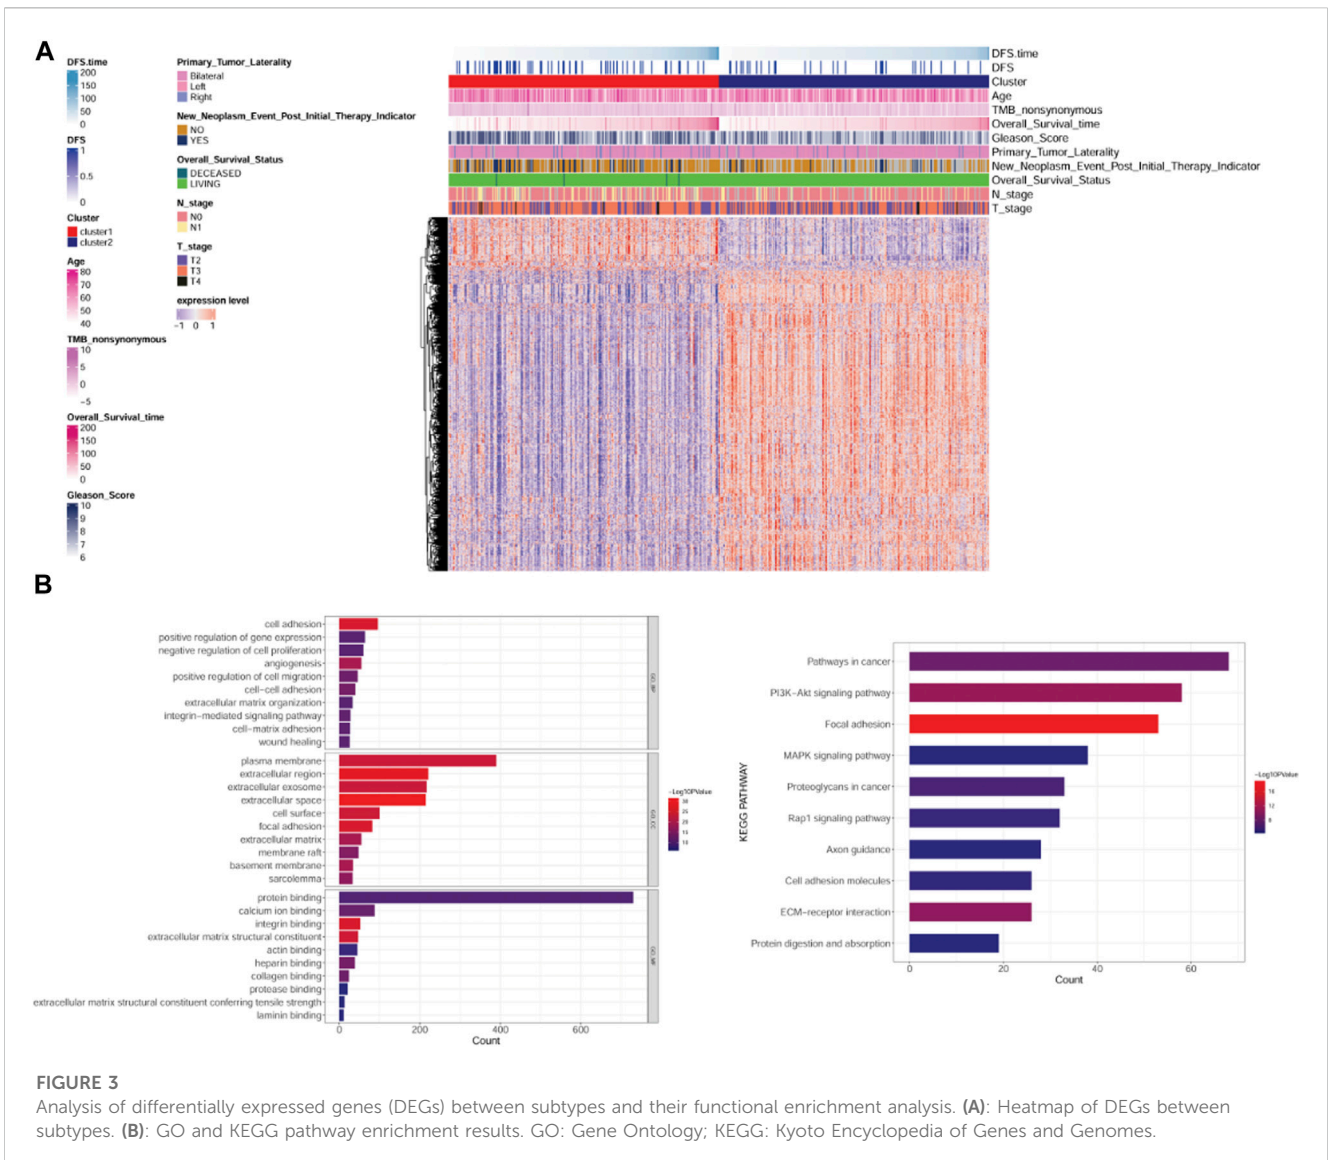 A
DFS.time
200
150
100
50
0
DFS
1
0.5
0
Cluster
cluster1
cluster2
Age
80
70
60
50
40
TMB_nonsynonymous
10
5
0
−5
Overall_Survival_time
200
150
100
50
0
Gleason_Score
10
9
8
7
6
Primary_Tumor_Laterality
Bilateral
Left
Right
New_Neoplasm_Event_Post_Initial_Therapy_Indicator
NO
YES
Overall_Survival_Status
DECEASED
LIVING
N_stage
N0
N1
T_stage
T2
T3
T4
expression level
−1 0 1
DFS.time
DFS
Cluster
Age
TMB_nonsynonymous
Overall_Survival_time
Gleason_Score
Primary_Tumor_Laterality
New_Neoplasm_Event_Post_Initial_Therapy_Indicator
Overall_Survival_Status
N_stage
T_stage
B
cell adhesion
positive regulation of gene expression
negative regulation of cell proliferation
angiogenesis
positive regulation of cell migration
cell−cell adhesion
extracellular matrix organization
integrin−mediated signaling pathway
cell−matrix adhesion
wound healing
GO_BP
plasma membrane
extracellular region
extracellular exosome
extracellular space
cell surface
focal adhesion
extracellular matrix
membrane raft
basement membrane
sarcolemma
GO_CC
protein binding
calcium ion binding
integrin binding
extracellular matrix structural constituent
actin binding
heparin binding
collagen binding
protease binding
extracellular matrix structural constituent conferring tensile strength
laminin binding
GO_MF
0 200 400 600
Count
−Log10PValue
30
25
20
15
10
KEGG PATHWAY
Pathways in cancer
PI3K−Akt signaling pathway
Focal adhesion
MAPK signaling pathway
Proteoglycans in cancer
Rap1 signaling pathway
Axon guidance
Cell adhesion molecules
ECM−receptor interaction
Protein digestion and absorption
0 20 40 60
Count
−Log10PValue
FIGURE 3
Analysis of differentially expressed genes (DEGs) between subtypes and their functional enrichment analysis. (A): Heatmap of DEGs between
subtypes. (B): GO and KEGG pathway enrichment results. GO: Gene Ontology; KEGG: Kyoto Encyclopedia of Genes and Genomes.